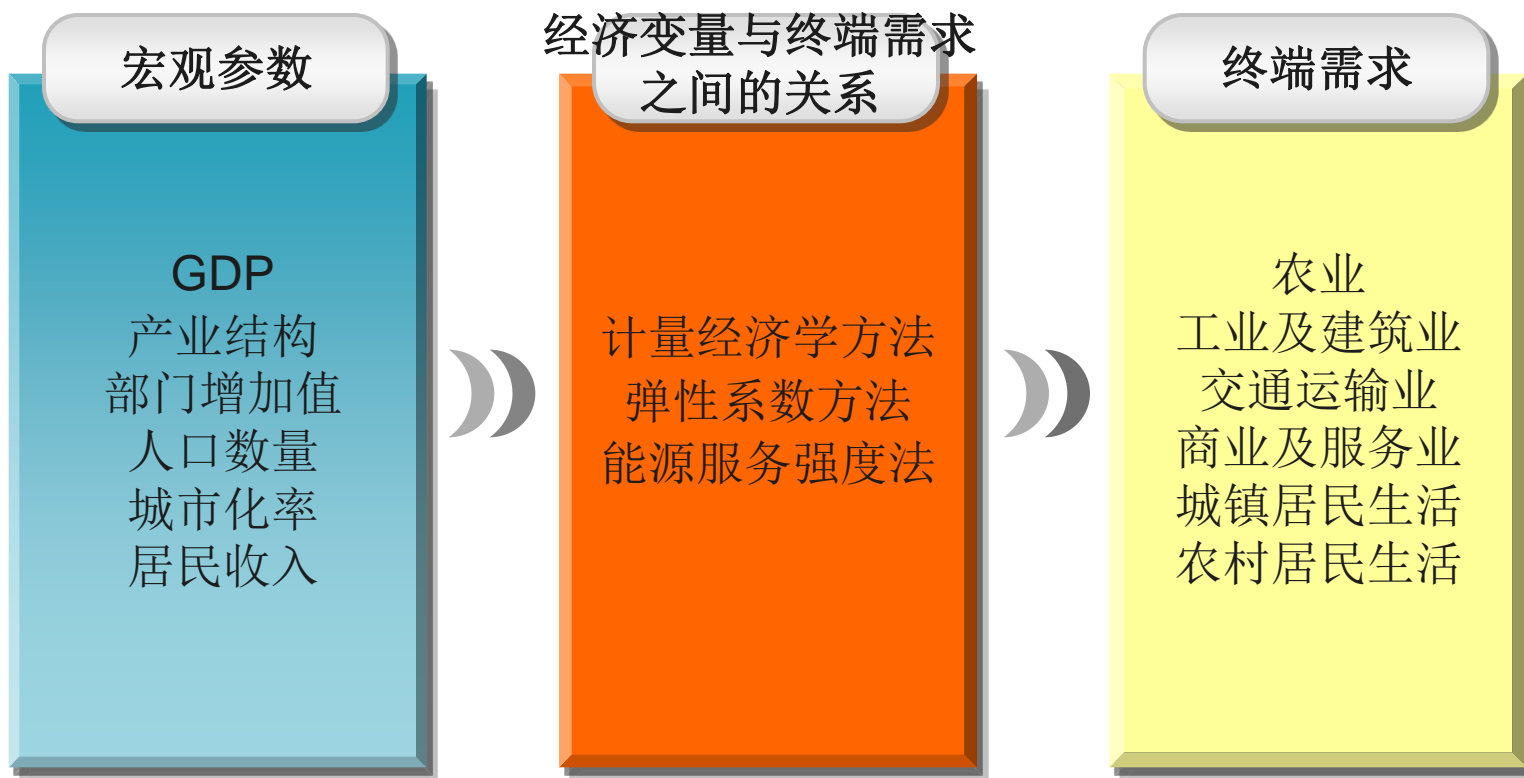 宏观参数
GDP
产业结构
部门增加值
人口数量
城市化率
居民收入
经济变量与终端需求
之间的关系
计量经济学方法
弹性系数方法
能源服务强度法
终端需求
农业
工业及建筑业
交通运输业
商业及服务业
城镇居民生活
农村居民生活